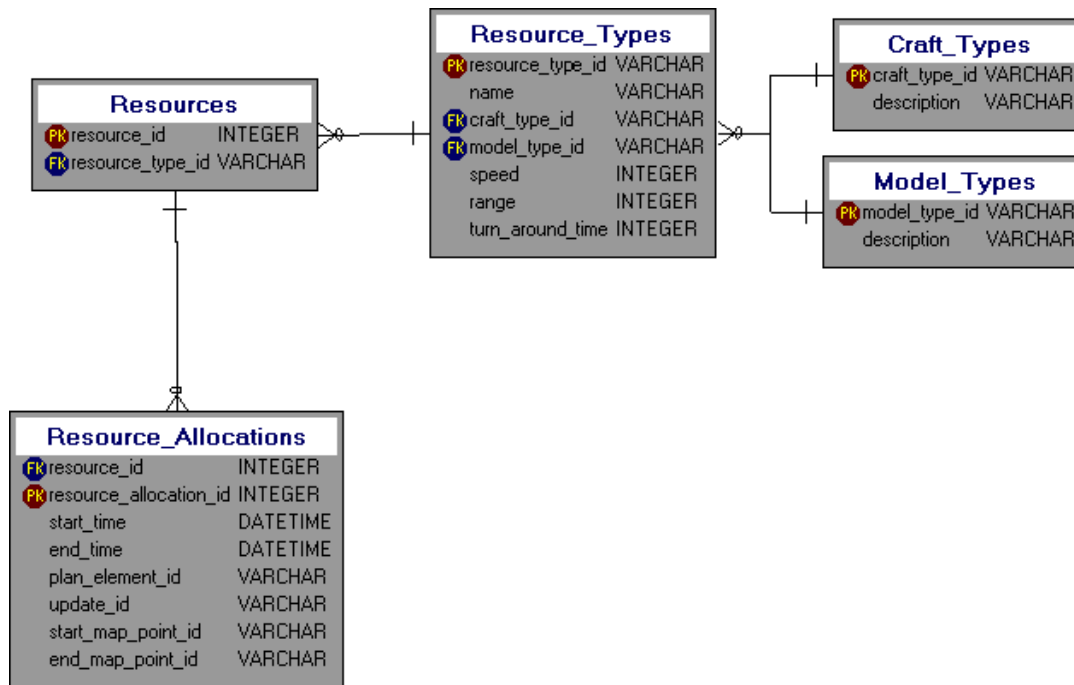 Resources
PK resource_id INTEGER
FK resource_type_id VARCHAR
Resource_Types
PK resource_type_id VARCHAR
name VARCHAR
FK craft_type_id VARCHAR
FK model_type_id VARCHAR
speed INTEGER
range INTEGER
turn_around_time INTEGER
Craft_Types
PK craft_type_id VARCHAR
description VARCHAR
Model_Types
PK model_type_id VARCHAR
description VARCHAR
Resource_Allocations
FK resource_id INTEGER
PK resource_allocation_id INTEGER
start_time DATETIME
end_time DATETIME
plan_element_id VARCHAR
update_id VARCHAR
start_map_point_id VARCHAR
end_map_point_id VARCHAR